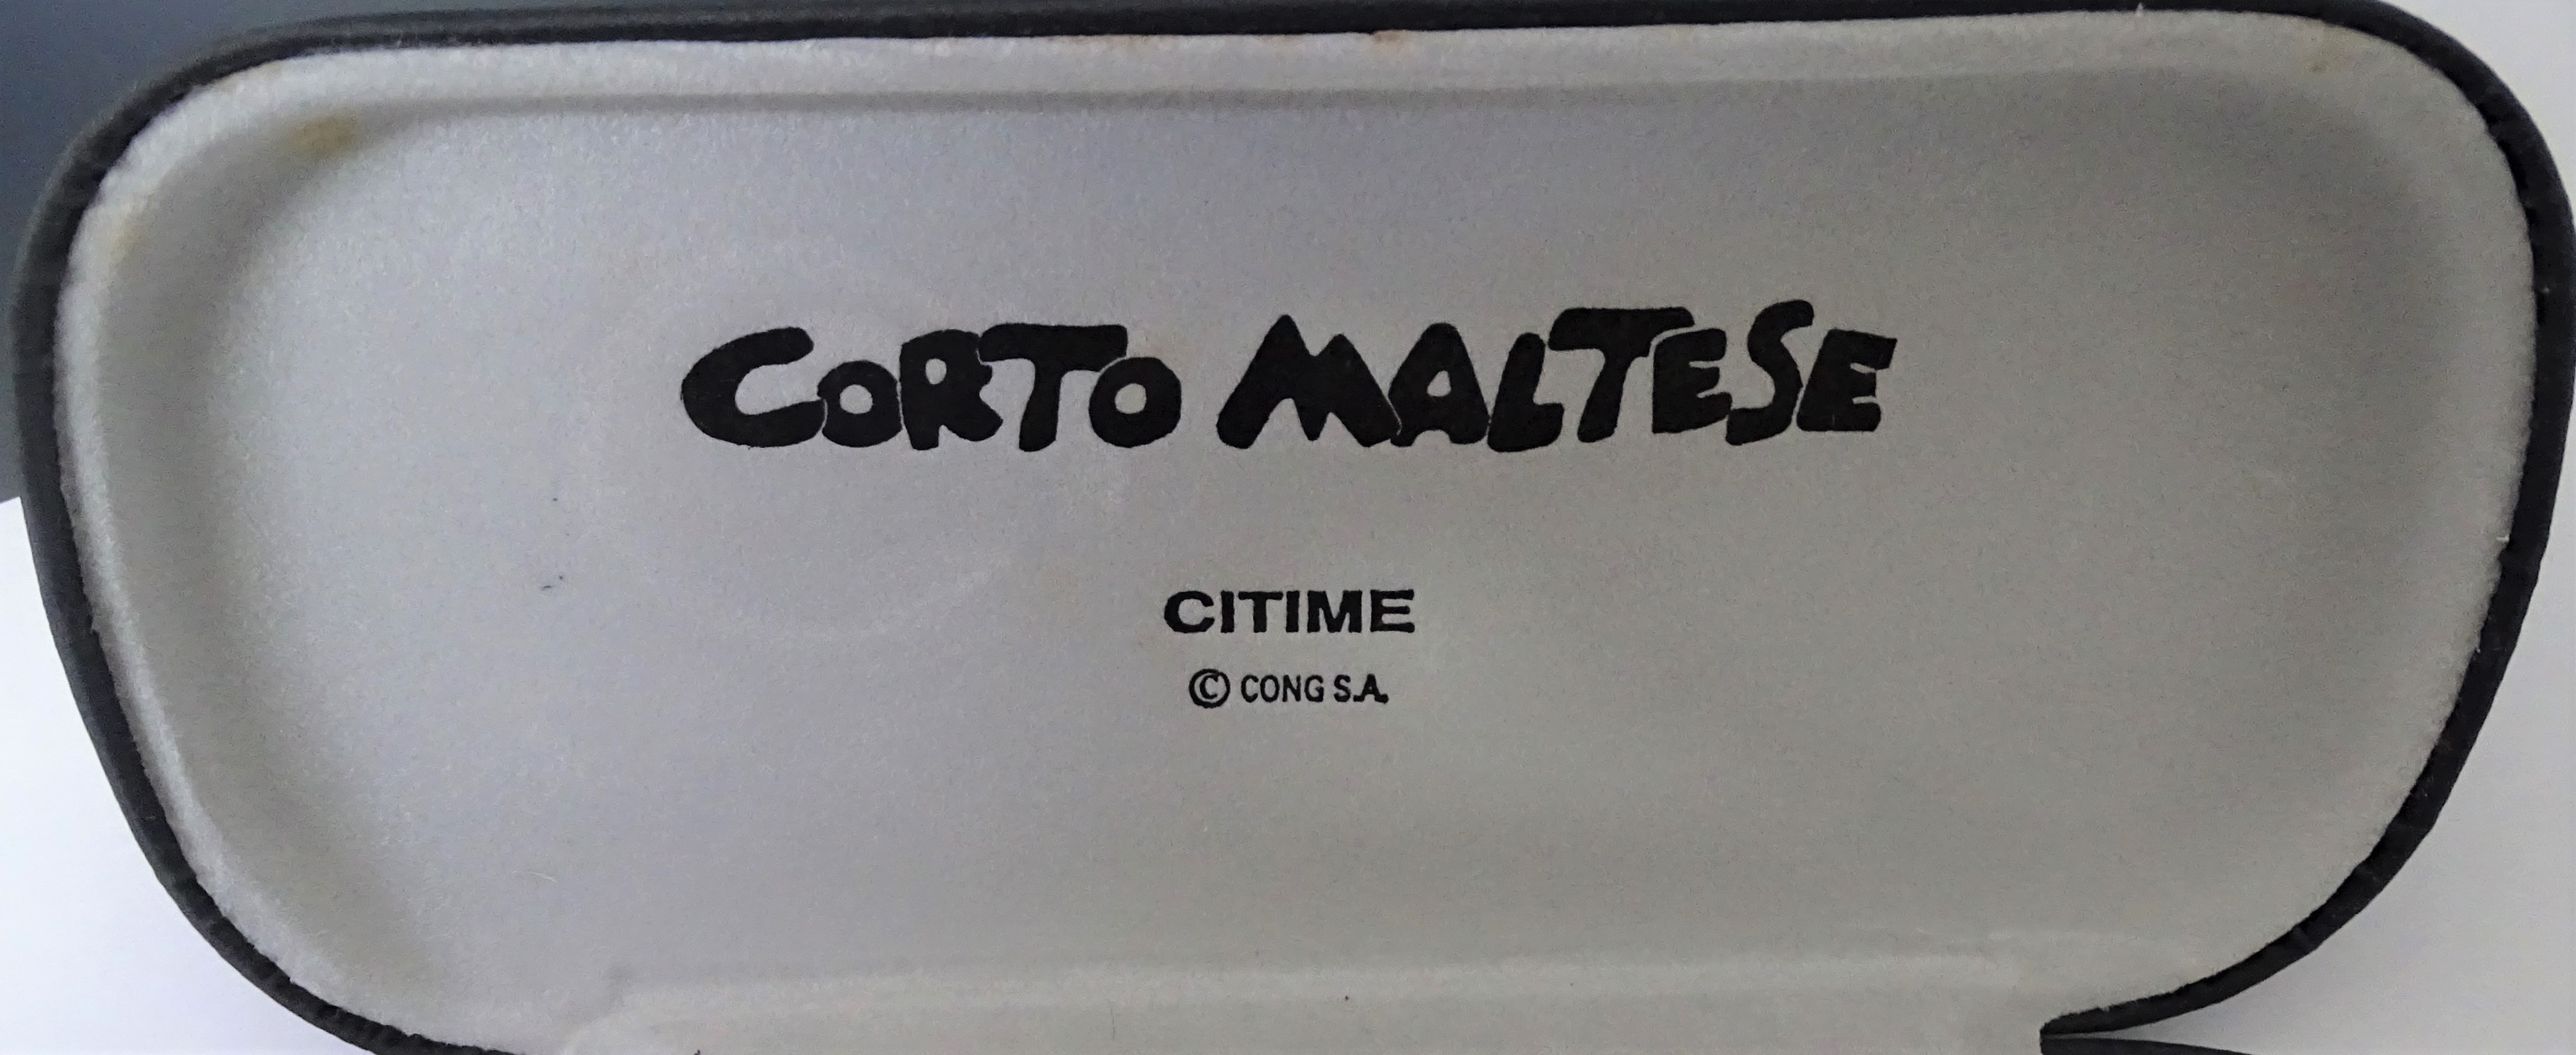 CORTO MALTESE
CITIME
© CONG S.A.